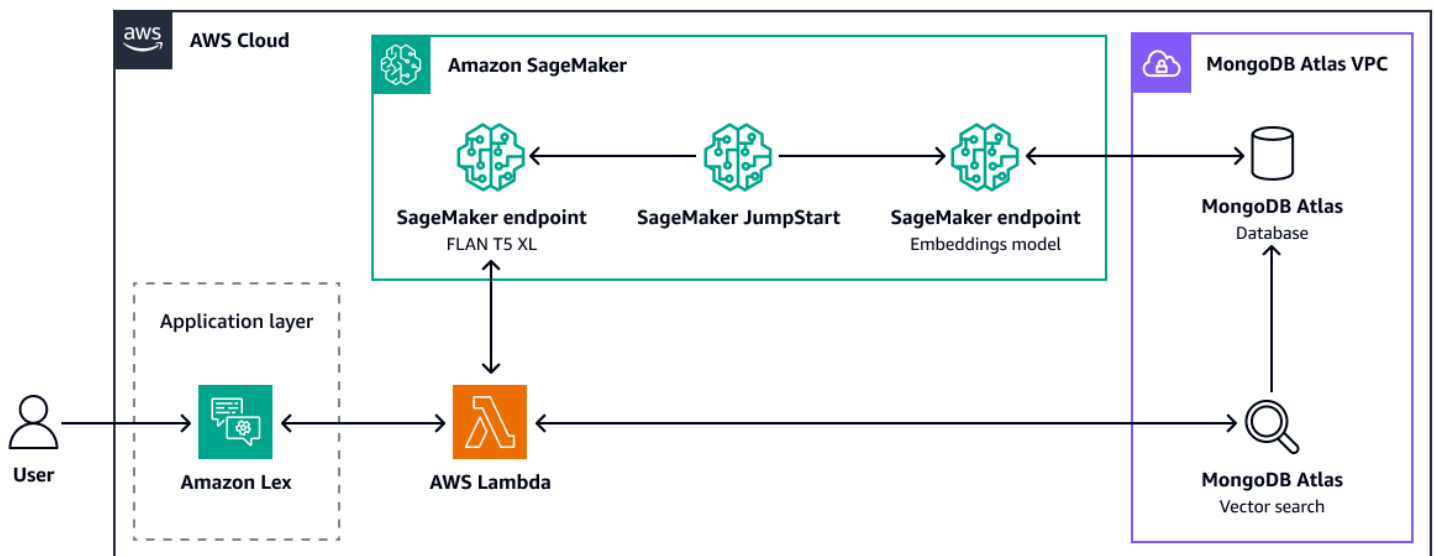 aws
AWS Cloud
Amazon SageMaker
MongoDB Atlas VPC
SageMaker endpoint
FLAN T5 XL
SageMaker JumpStart
SageMaker endpoint
Embeddings model
MongoDB Atlas
Database
Application layer
User
Amazon Lex
AWS Lambda
MongoDB Atlas
Vector search